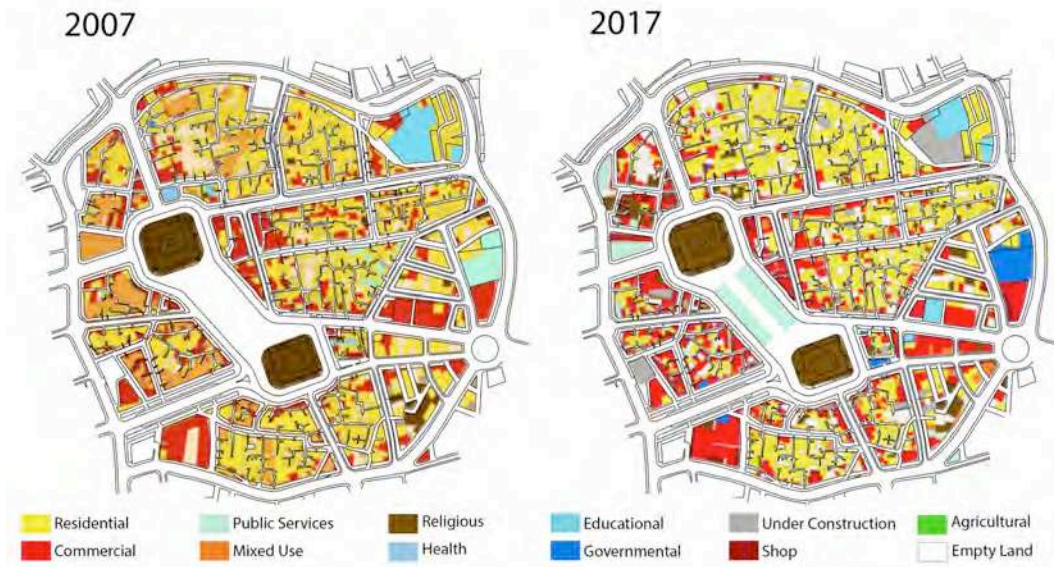 2007
2017
Residential
Public Services
Religious
Educational
Under Construction
Agricultural
Commercial
Mixed Use
Health
Governmental
Shop
Empty Land